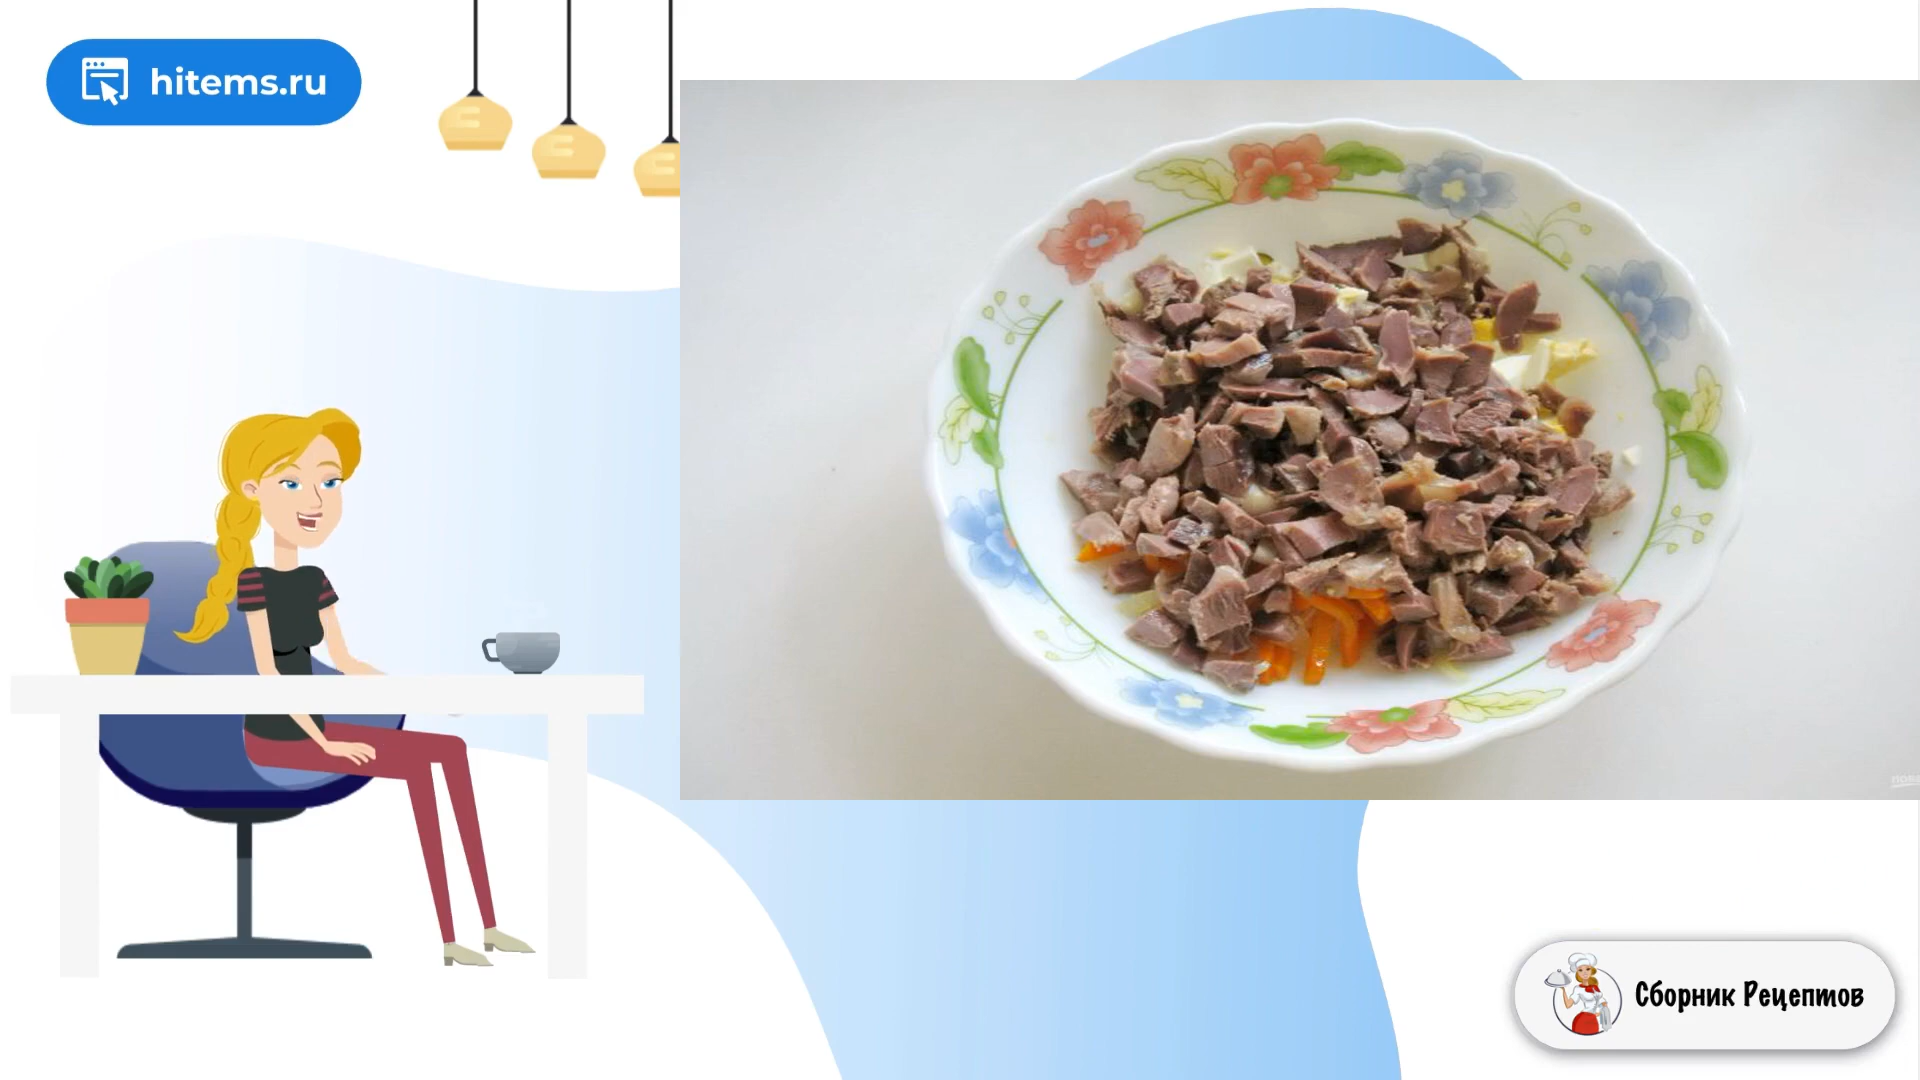 hitems.ru
Сборник Рецептов